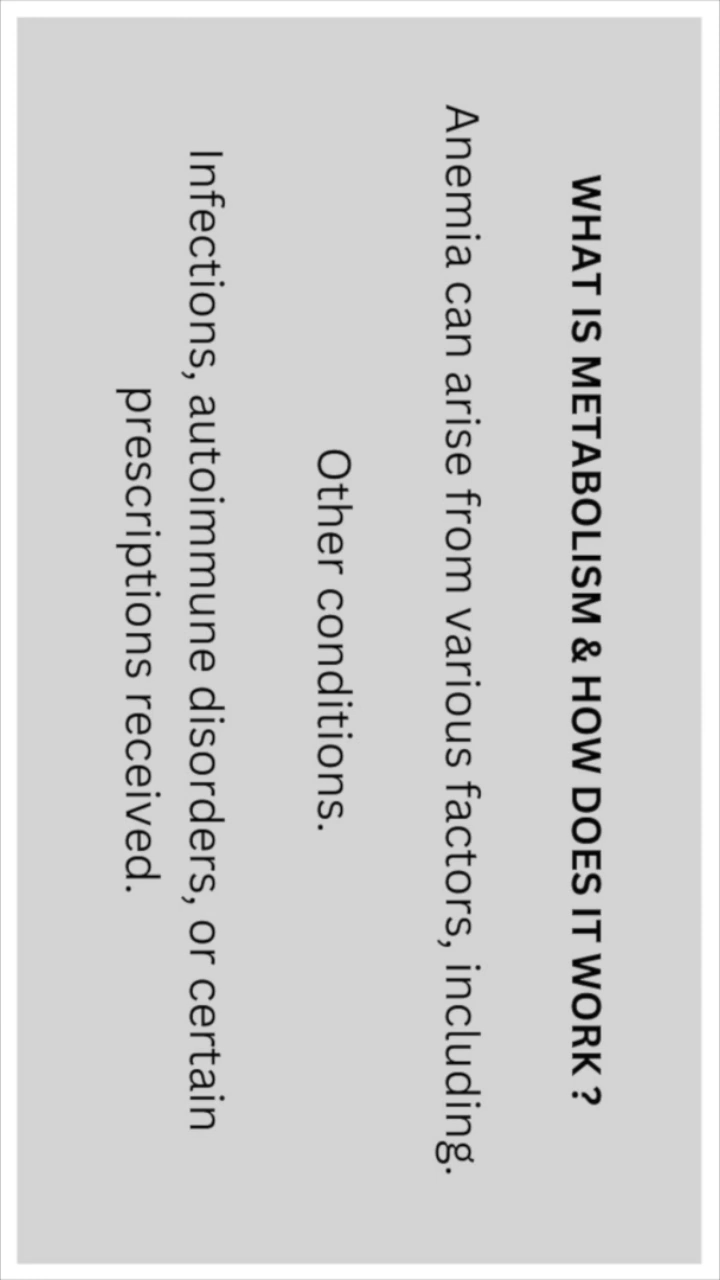 WHAT IS METABOLISM & HOW DOES IT WORK ?
Anemia can arise from various factors, including.
Other conditions.
Infections, autoimmune disorders, or certain
prescriptions received.